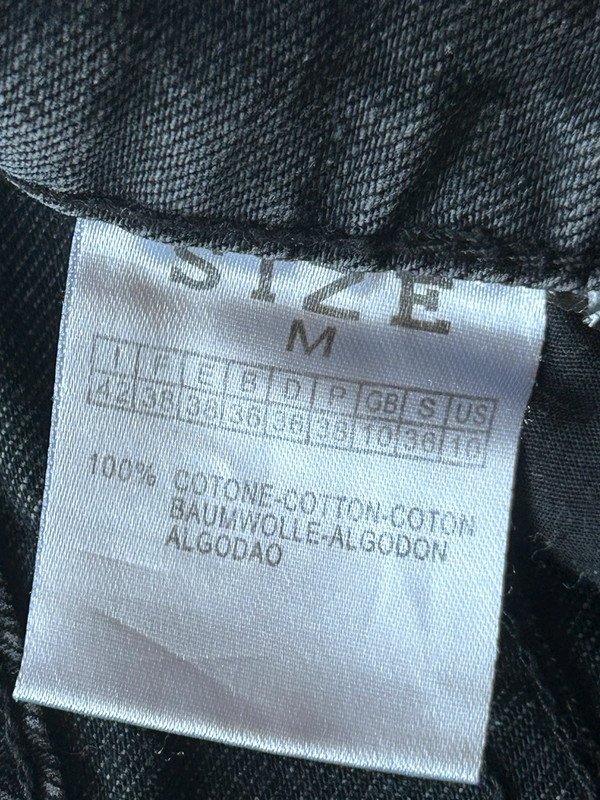 SIZE
M
I F E B D P GB S US
42 38 38 36 36 38 10 36 10
100% COTONE-COTTON-COTON
BAUMWOLLE-ALGODON
ALGODAO